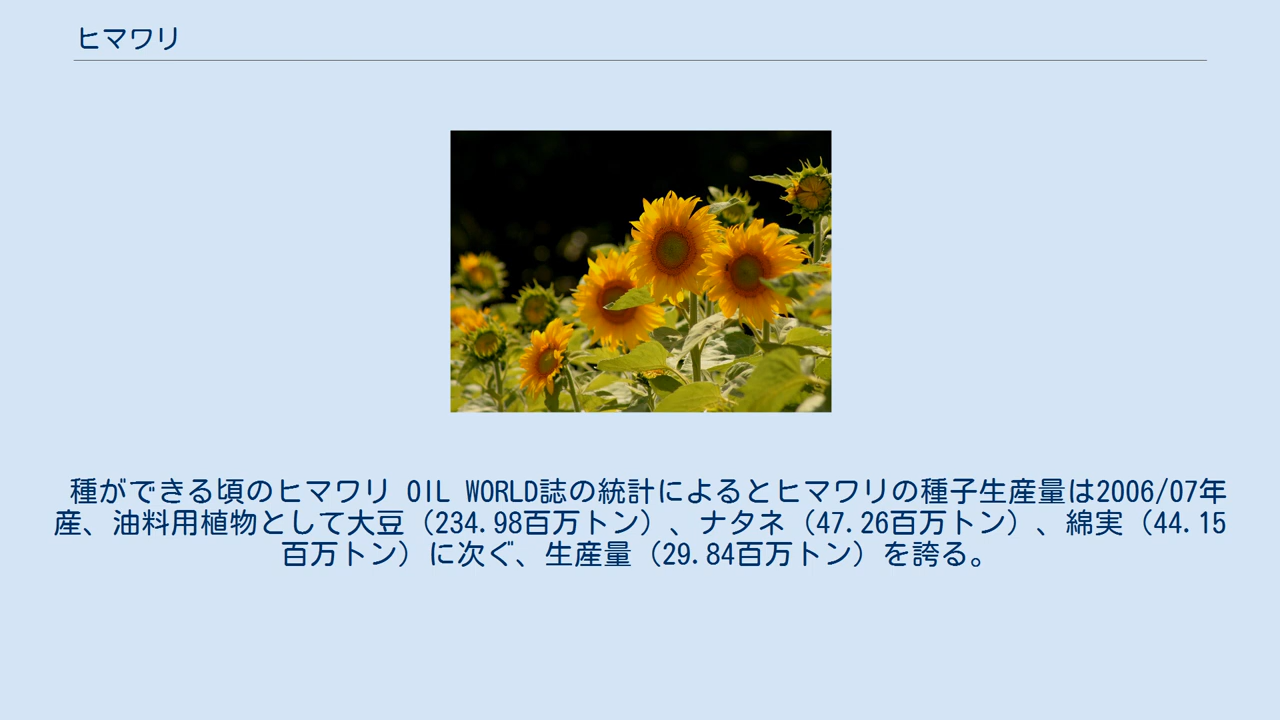 ヒマワリ
種ができる頃のヒマワリ OIL WORLD誌の統計によるとヒマワリの種子生産量は2006/07年
産、油料用植物として大豆（234.98百万トン）、ナタネ（47.26百万トン）、綿実（44.15
百万トン）に次ぐ、生産量（29.84百万トン）を誇る。